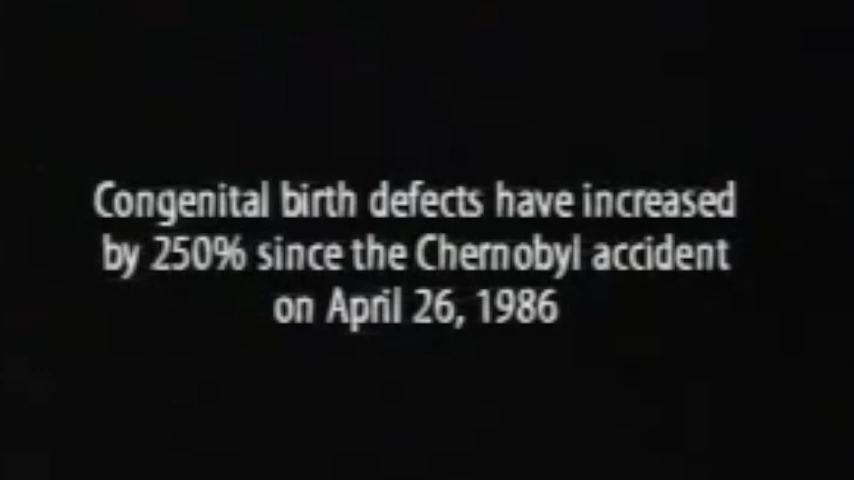 Congenital birth defects have increased
by 250% since the Chernobyl accident
on April 26, 1986